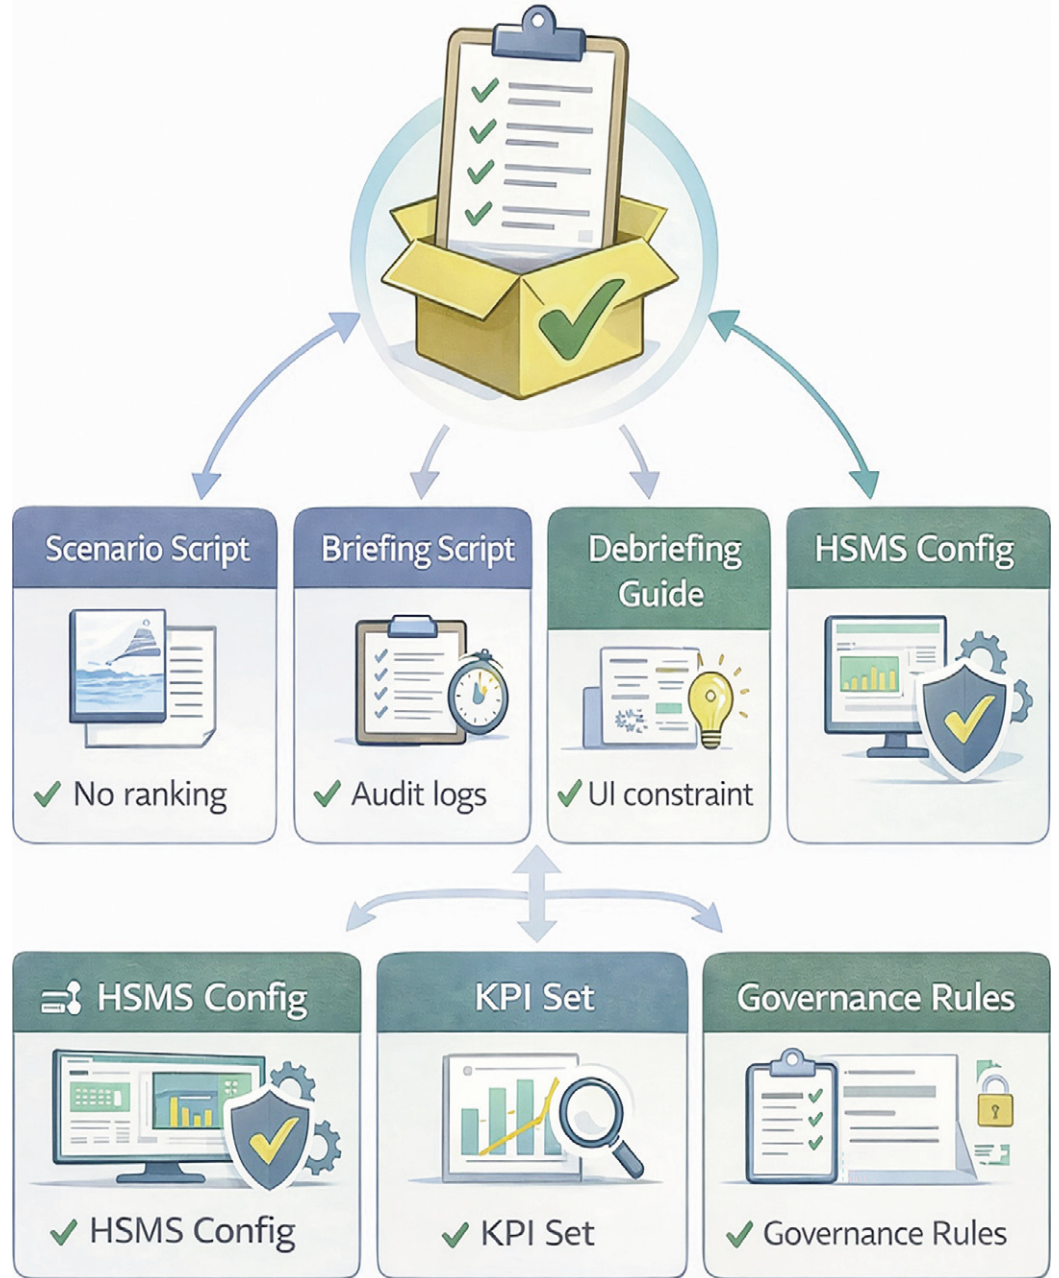 Scenario Script
Briefing Script
Debriefing
Guide
HSMS Config
No ranking
Audit logs
UI constraint
HSMS Config
KPI Set
Governance Rules
HSMS Config
KPI Set
Governance Rules